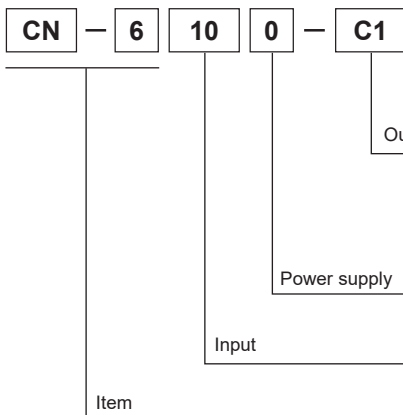 CN – 6 10 0 – C1
Ou
Power supply
Input
Item